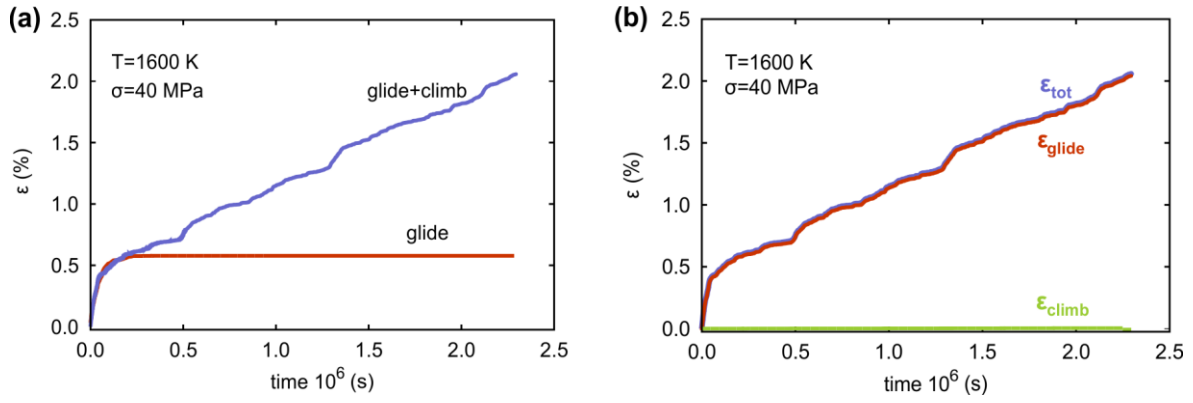 (a)
2.5
2.0
1.5
1.0
0.5
0.0
ε (%)
T=1600 K
σ=40 MPa
glide+climb
glide
0.0 0.5 1.0 1.5 2.0 2.5
time 10⁶ (s)
(b)
2.5
2.0
1.5
1.0
0.5
0.0
ε (%)
T=1600 K
σ=40 MPa
εtot
εglide
εclimb
0.0 0.5 1.0 1.5 2.0 2.5
time 10⁶ (s)